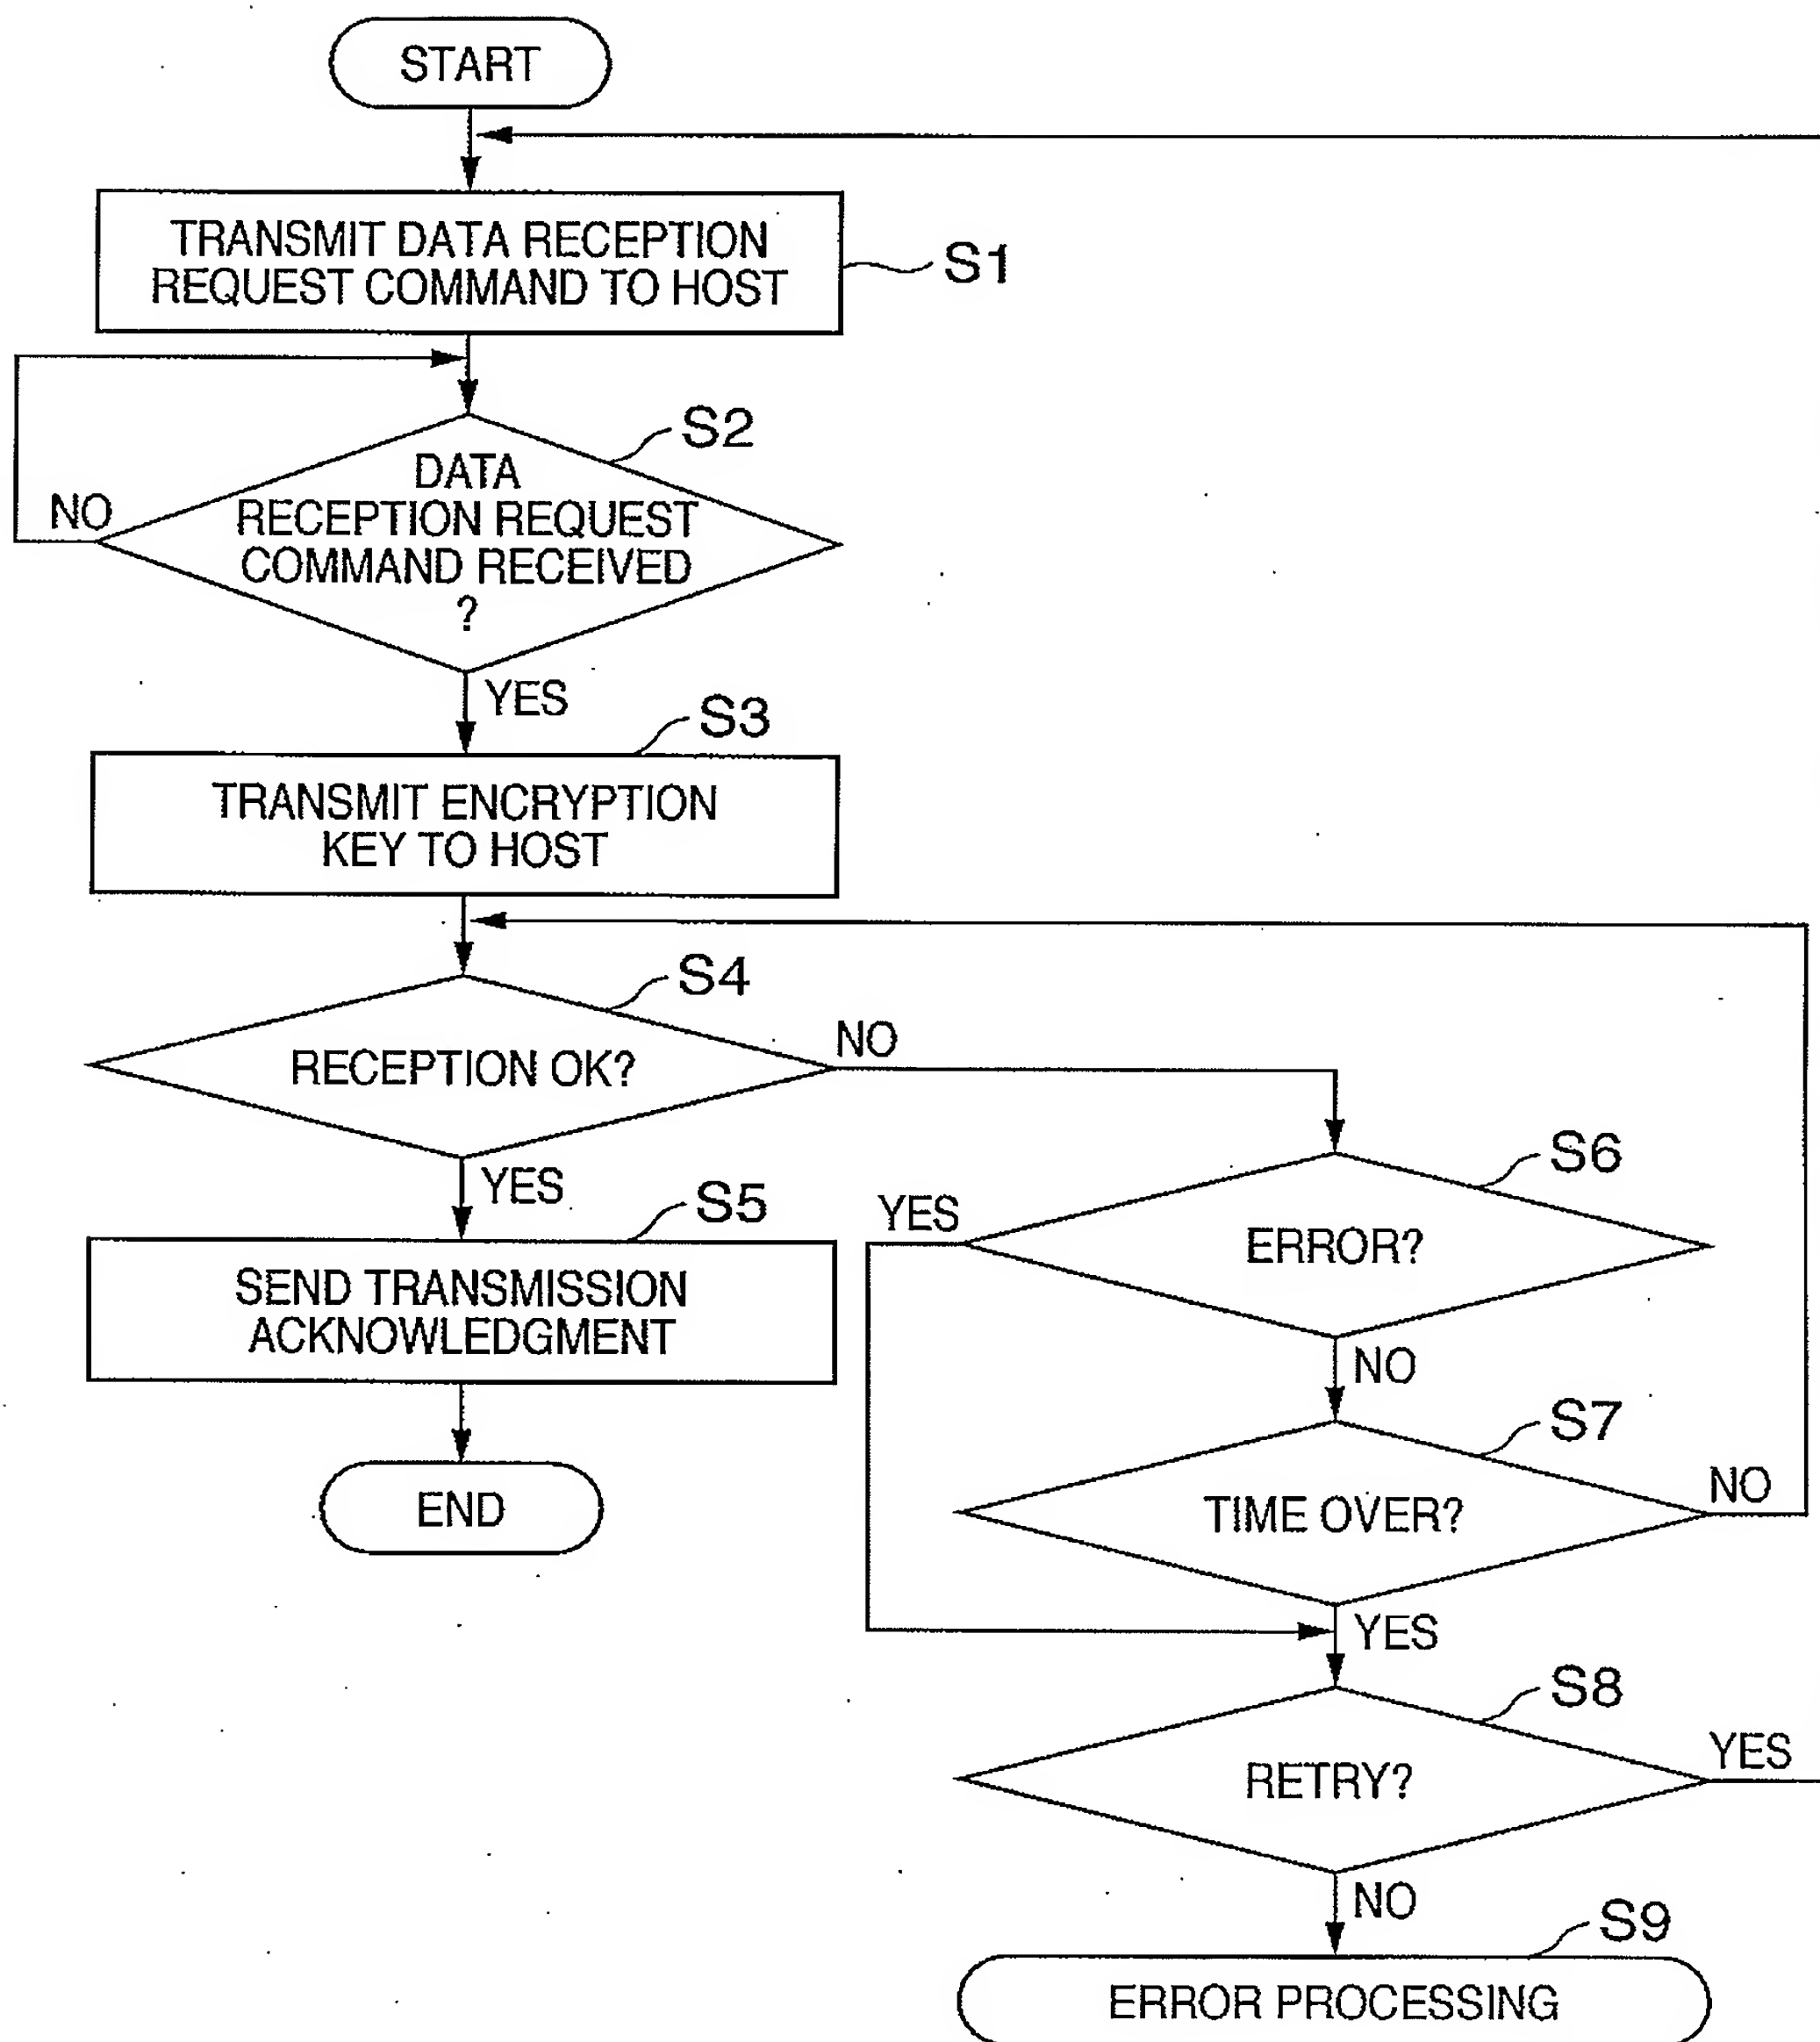 START
TRANSMIT DATA RECEPTION
REQUEST COMMAND TO HOST
S1
S2
DATA
RECEPTION REQUEST
COMMAND RECEIVED
?
NO
YES
S3
TRANSMIT ENCRYPTION
KEY TO HOST
S4
RECEPTION OK?
NO
YES
S5
SEND TRANSMISSION
ACKNOWLEDGMENT
END
S6
YES
ERROR?
NO
S7
TIME OVER?
NO
YES
S8
RETRY?
YES
NO
S9
ERROR PROCESSING